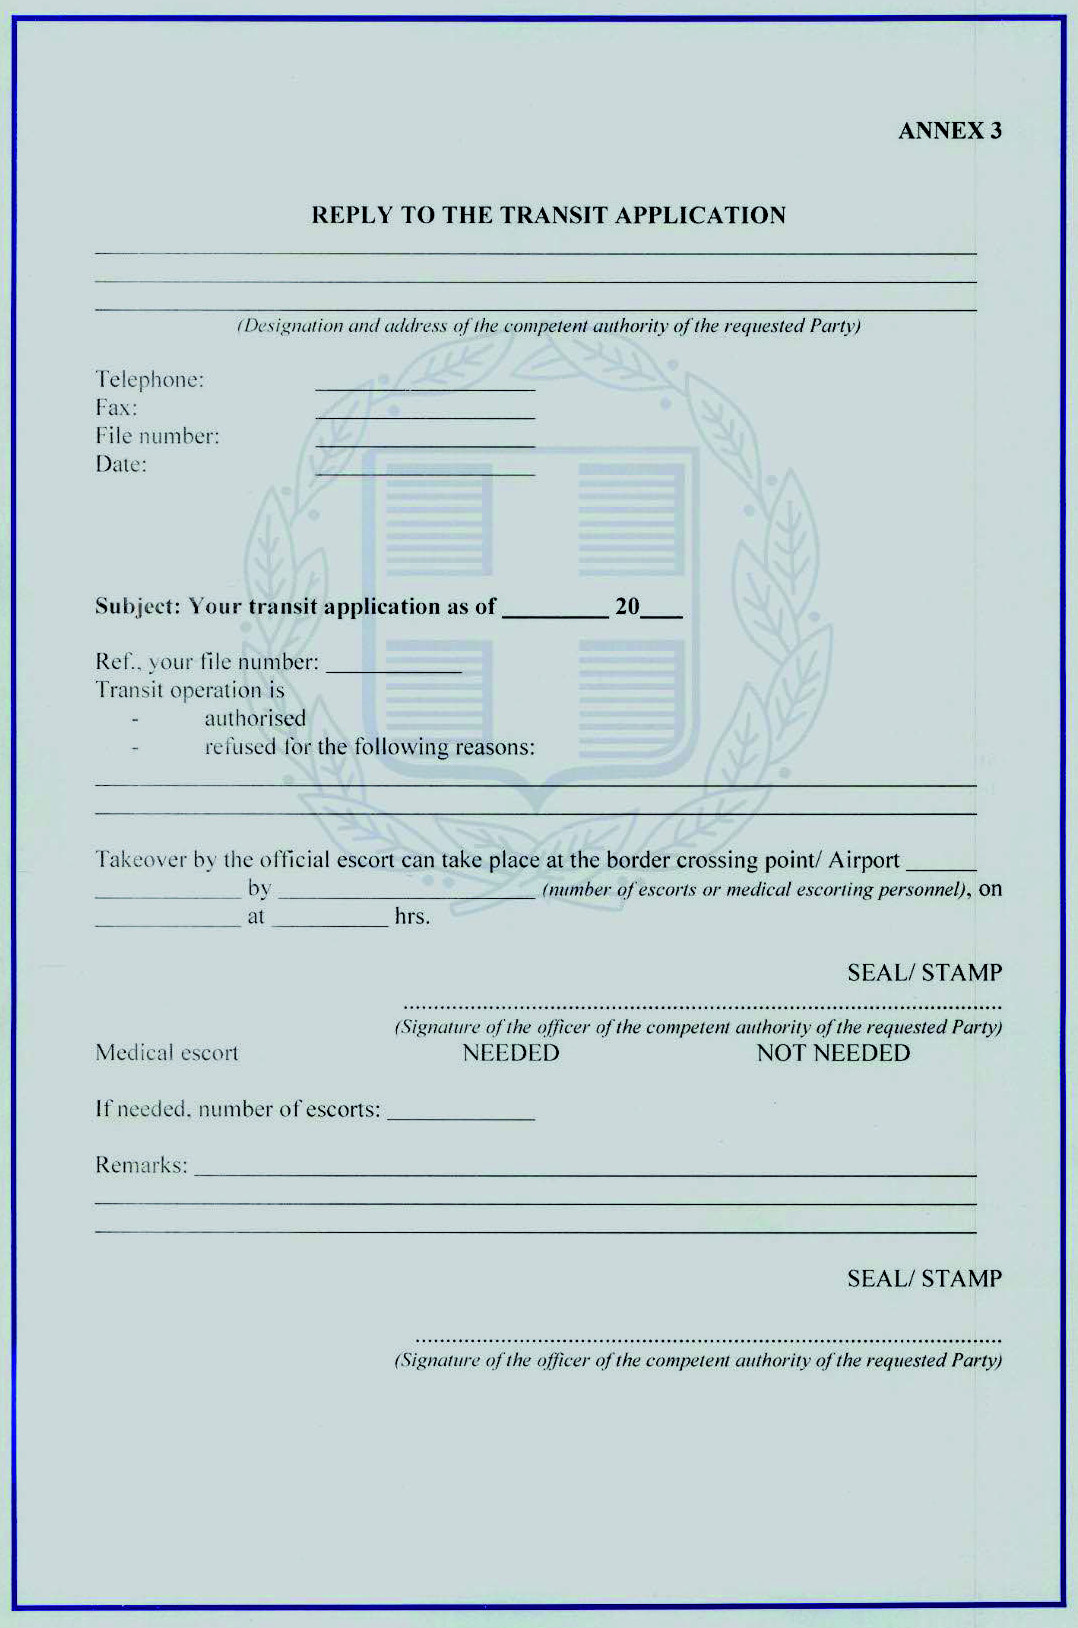 ANNEX 3
REPLY TO THE TRANSIT APPLICATION
(Designation and address of the competent authority of the requested Party)
Telephone:
Fax:
File number:
Date:
Subject: Your transit application as of _________ 20___
Ref., your file number: ___________
Transit operation is
- authorised
- refused for the following reasons:
Takeover by the official escort can take place at the border crossing point/ Airport ______
____________ by _____________________ (number of escorts or medical escorting personnel), on
____________ at __________ hrs.
SEAL/ STAMP
(Signature of the officer of the competent authority of the requested Party)
Medical escort NEEDED NOT NEEDED
If needed, number of escorts: ____________
Remarks:
SEAL/ STAMP
(Signature of the officer of the competent authority of the requested Party)